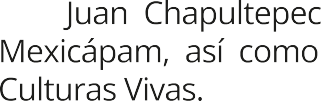 Juan Chapultepec
Mexicápam, así como
Culturas Vivas.